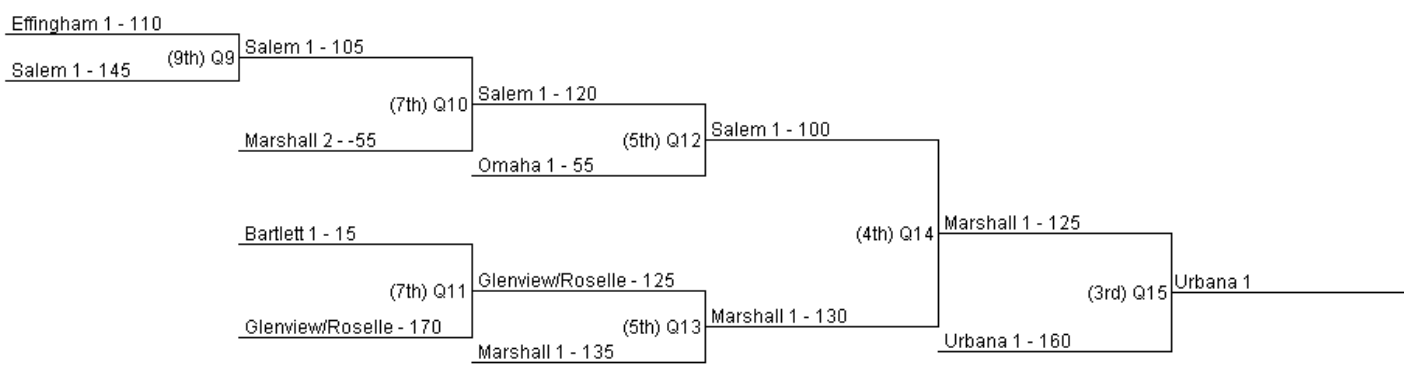 Effingham 1 - 110
(9th) Q9
Salem 1 - 145
Salem 1 - 105
(7th) Q10
Marshall 2 - -55
Salem 1 - 120
(5th) Q12
Omaha 1 - 55
Salem 1 - 100
(4th) Q14
Bartlett 1 - 15
(7th) Q11
Glenview/Roselle - 170
Glenview/Roselle - 125
(5th) Q13
Marshall 1 - 135
Marshall 1 - 130
Marshall 1 - 125
(3rd) Q15
Urbana 1 - 160
Urbana 1